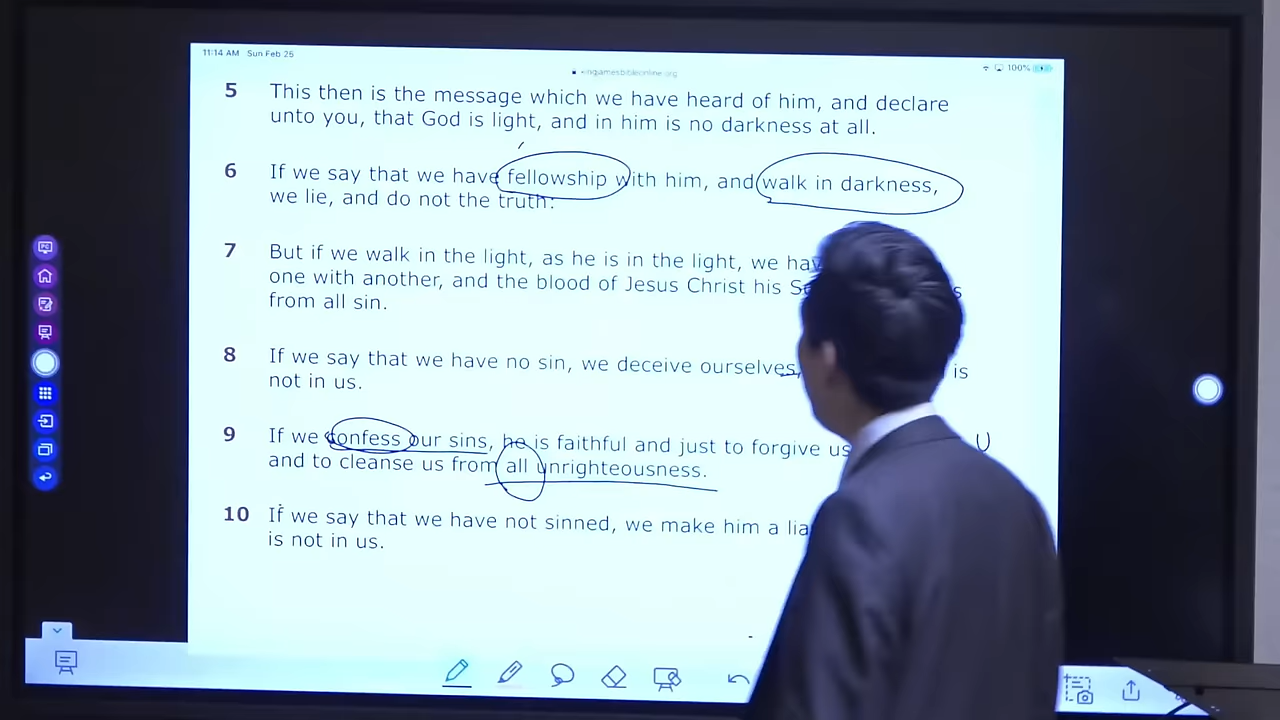 11:14 AM Sun Feb 25
100%
5 This then is the message which we have heard of him, and declare
unto you, that God is light, and in him is no darkness at all.
6 If we say that we have fellowship with him, and walk in darkness,
we lie, and do not the truth:
7 But if we walk in the light, as he is in the light, we
one with another, and the blood of Jesus Christ his
from all sin.
8 If we say that we have no sin, we deceive ourselves, is
not in us.
9 If we confess our sins, he is faithful and just to forgive us
and to cleanse us from all unrighteousness.
10 If we say that we have not sinned, we make him a
is not in us.